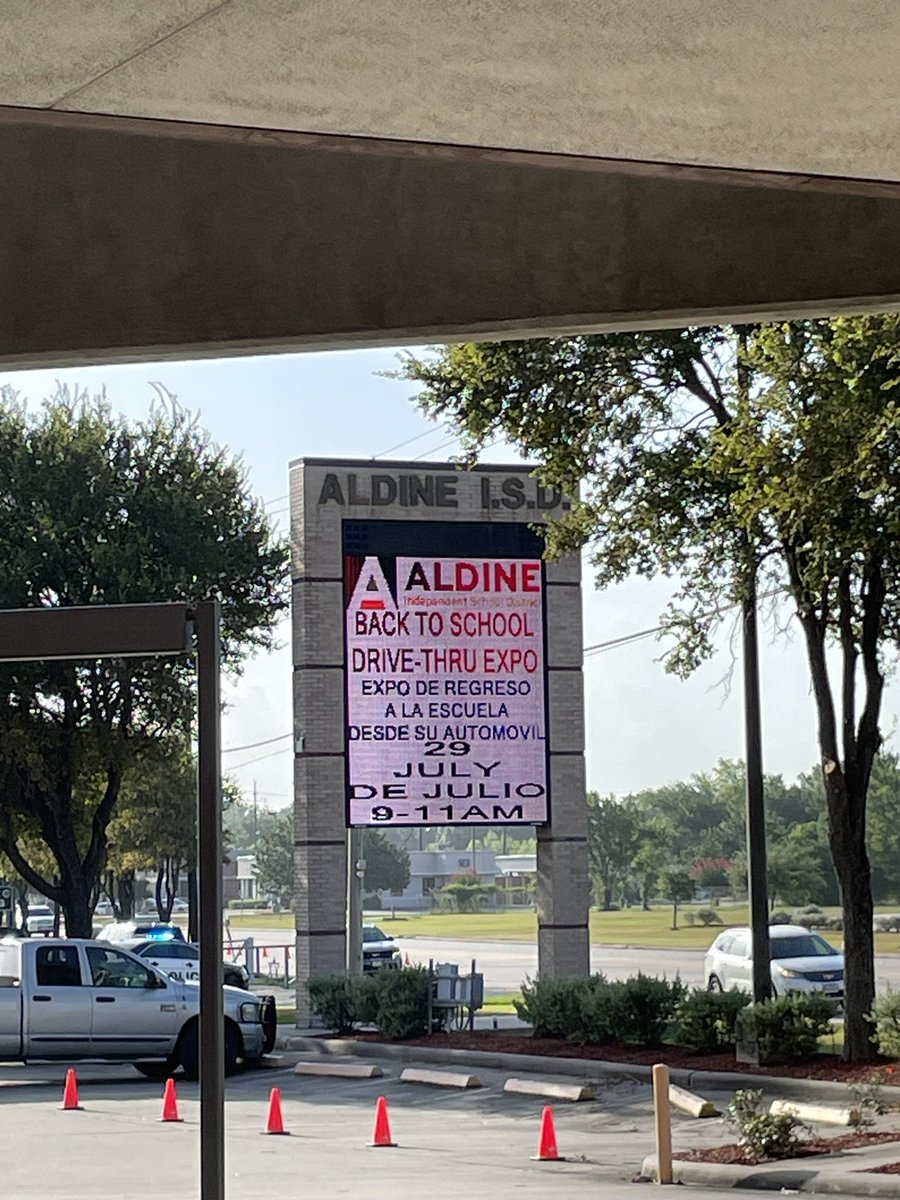 ALDINE I.S.D.
A ALDINE
Independent School District
BACK TO SCHOOL
DRIVE-THRU EXPO
EXPO DE REGRESO
A LA ESCUELA
DESDE SU AUTOMOVIL
29
JULY
DE JULIO
9-11AM